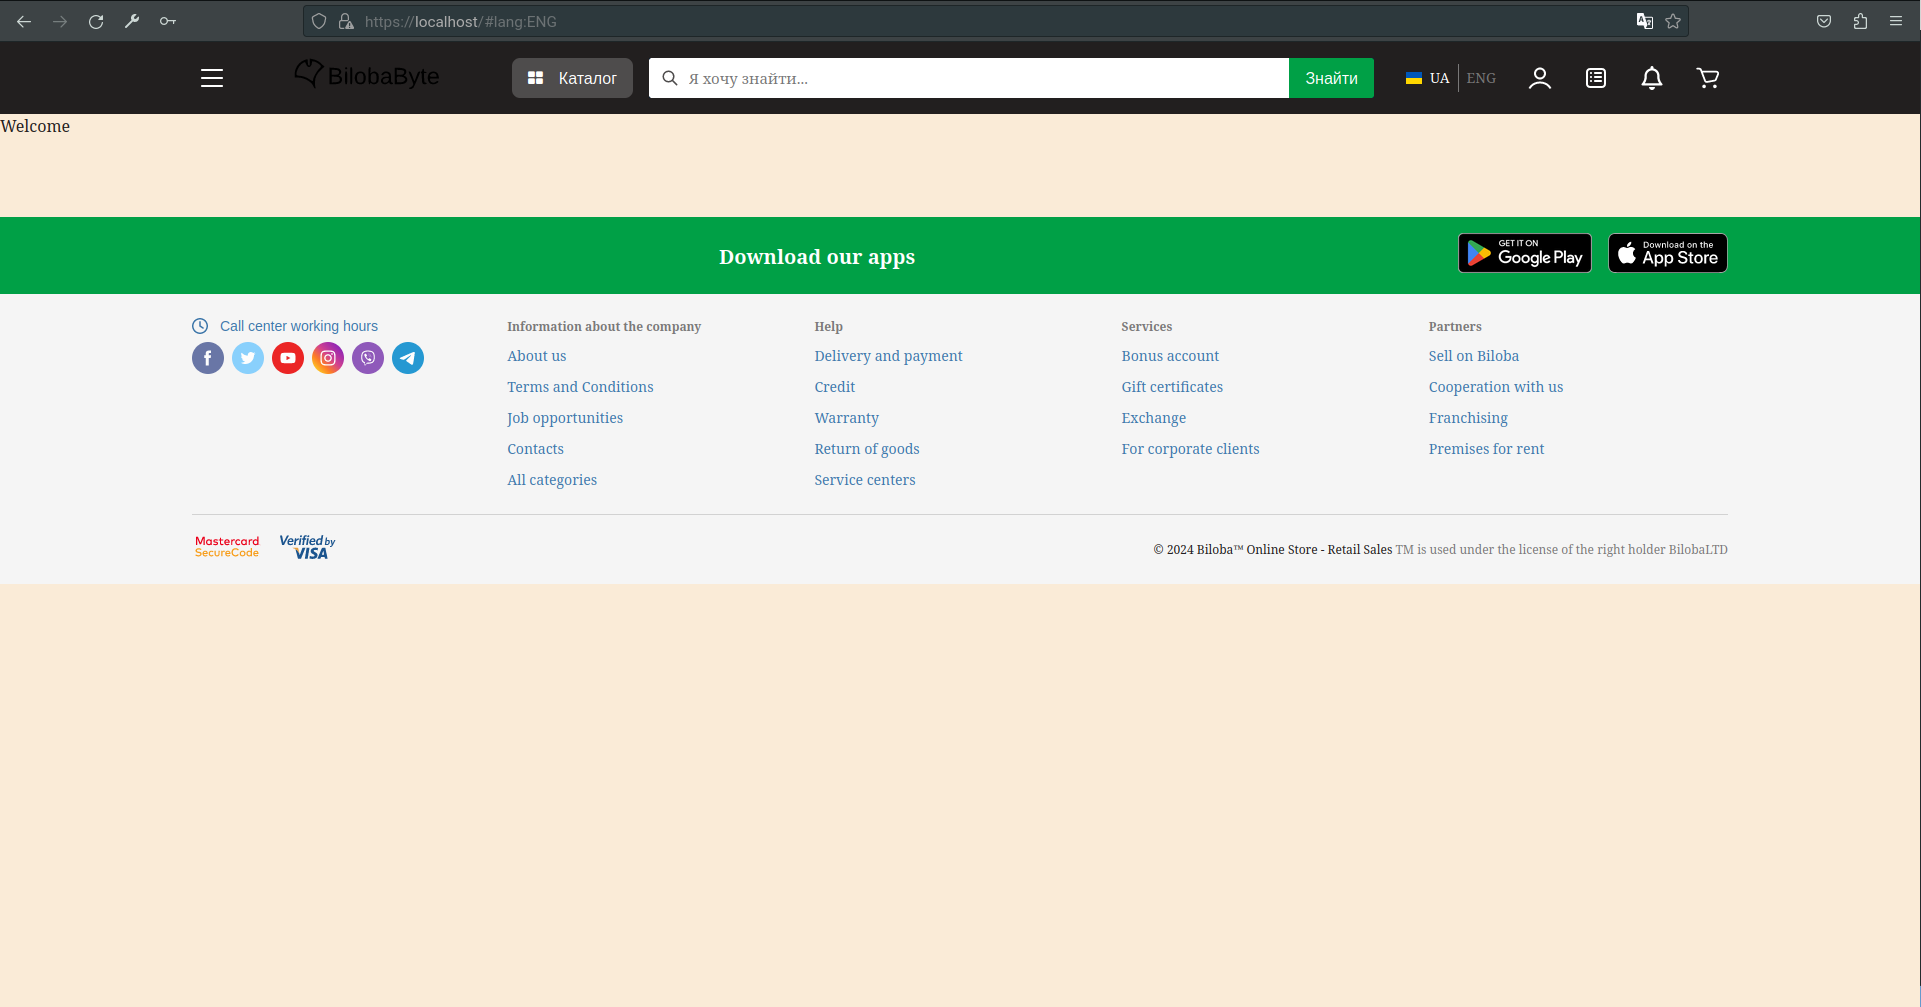 https://localhost/#lang:ENG
BilobaByte
Каталог
Я хочу знайти...
Знайти
UA
ENG
Welcome
Download our apps
GET IT ON
Google Play
Download on the
App Store
Call center working hours
Information about the company
About us
Terms and Conditions
Job opportunities
Contacts
All categories
Help
Delivery and payment
Credit
Warranty
Return of goods
Service centers
Services
Bonus account
Gift certificates
Exchange
For corporate clients
Partners
Sell on Biloba
Cooperation with us
Franchising
Premises for rent
Mastercard
SecureCode
Verified by
VISA
© 2024 Biloba™ Online Store - Retail Sales TM is used under the license of the right holder BilobaLTD